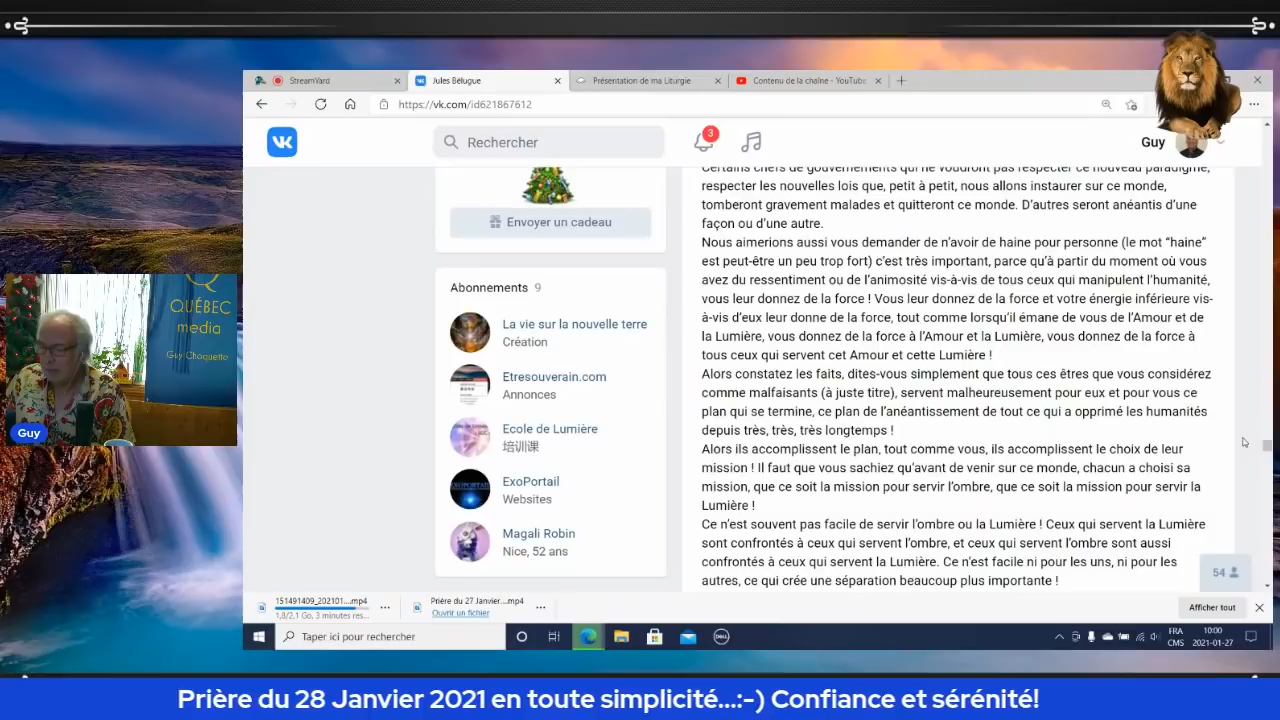 StreamVard
Jules Bélugue
Présentation de ma Liturgie
Contenu de la chaîne - YouTube
https://vk.com/id621867612
Rechercher
3
Guy
Envoyer un cadeau
Abonnements 9
La vie sur la nouvelle terre
Création
Etresouverain.com
Annonces
Ecole de Lumière
培训课
ExoPortail
Websites
Magali Robin
Nice, 52 ans
Certains chefs de gouvernements qui ne voudront pas respecter ce nouveau paradigme,
respecter les nouvelles lois que, petit à petit, nous allons instaurer sur ce monde,
tomberont gravement malades et quitteront ce monde. D'autres seront anéantis d'une
façon ou d'une autre.
Nous aimerions aussi vous demander de n'avoir de haine pour personne (le mot “haine”
est peut-être un peu trop fort) c'est très important, parce qu'à partir du moment où vous
avez du ressentiment ou de l'animosité vis-à-vis de tous ceux qui manipulent l'humanité,
vous leur donnez de la force ! Vous leur donnez de la force et votre énergie inférieure vis-
à-vis d'eux leur donne de la force, tout comme lorsqu'il émane de vous de l'Amour et de
la Lumière, vous donnez de la force à l'Amour et la Lumière, vous donnez de la force à
tous ceux qui servent cet Amour et cette Lumière !
Alors constatez les faits, dites-vous simplement que tous ces êtres que vous considérez
comme malfaisants (à juste titre), servent malheureusement pour eux et pour vous ce
plan qui se termine, ce plan de l'anéantissement de tout ce qui a opprimé les humanités
depuis très, très, très longtemps !
Alors ils accomplissent le plan, tout comme vous, ils accomplissent le choix de leur
mission ! Il faut que vous sachiez qu'avant de venir sur ce monde, chacun a choisi sa
mission, que ce soit la mission pour servir l'ombre, que ce soit la mission pour servir la
Lumière !
Ce n'est souvent pas facile de servir l'ombre ou la Lumière ! Ceux qui servent la Lumière
sont confrontés à ceux qui servent l'ombre, et ceux qui servent l'ombre sont aussi
confrontés à ceux qui servent la Lumière. Ce n'est facile ni pour les uns, ni pour les
autres, ce qui crée une séparation beaucoup plus importante !
54
QUÉBEC
media
Guy Choquette
Guy
151491409_202101....mp4
1,8/2,1 Go, 3 minutes res...
Prière du 27 Janvier....mp4
Ouvrir un fichier
Afficher tout
Taper ici pour rechercher
DELL
FRA
CMS
10:00
2021-01-27
Prière du 28 Janvier 2021 en toute simplicité...:-) Confiance et sérénité!